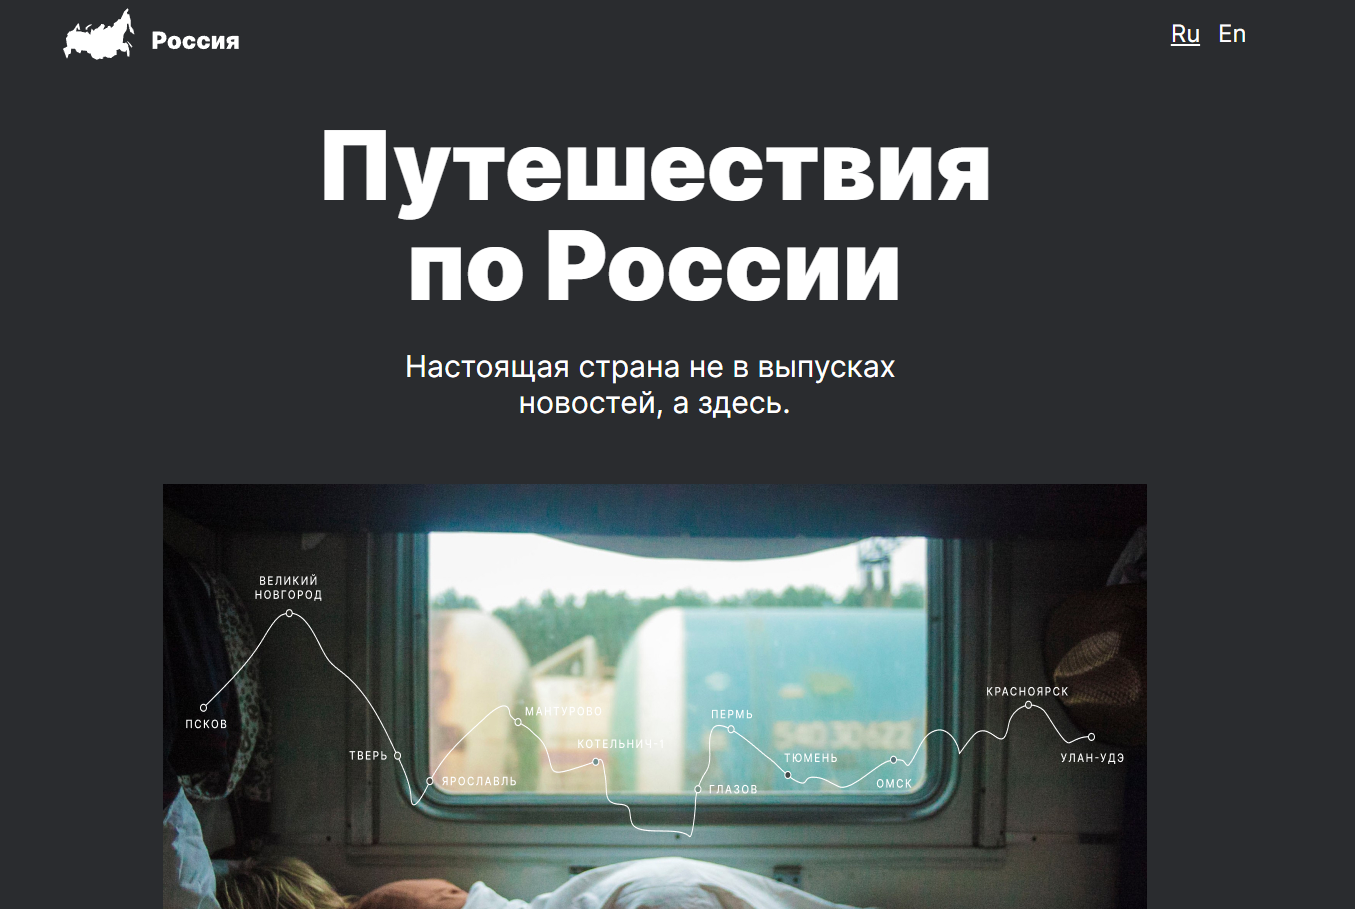 Россия
Ru En
Путешествия
по России
Настоящая страна не в выпусках
новостей, а здесь.
ВЕЛИКИЙ
НОВГОРОД
ПСКОВ
ТВЕРЬ
ЯРОСЛАВЛЬ
МАНТУРОВО
КОТЕЛЬНИЧ-1
ГЛАЗОВ
ПЕРМЬ
ТЮМЕНЬ
ОМСК
КРАСНОЯРСК
УЛАН-УДЭ